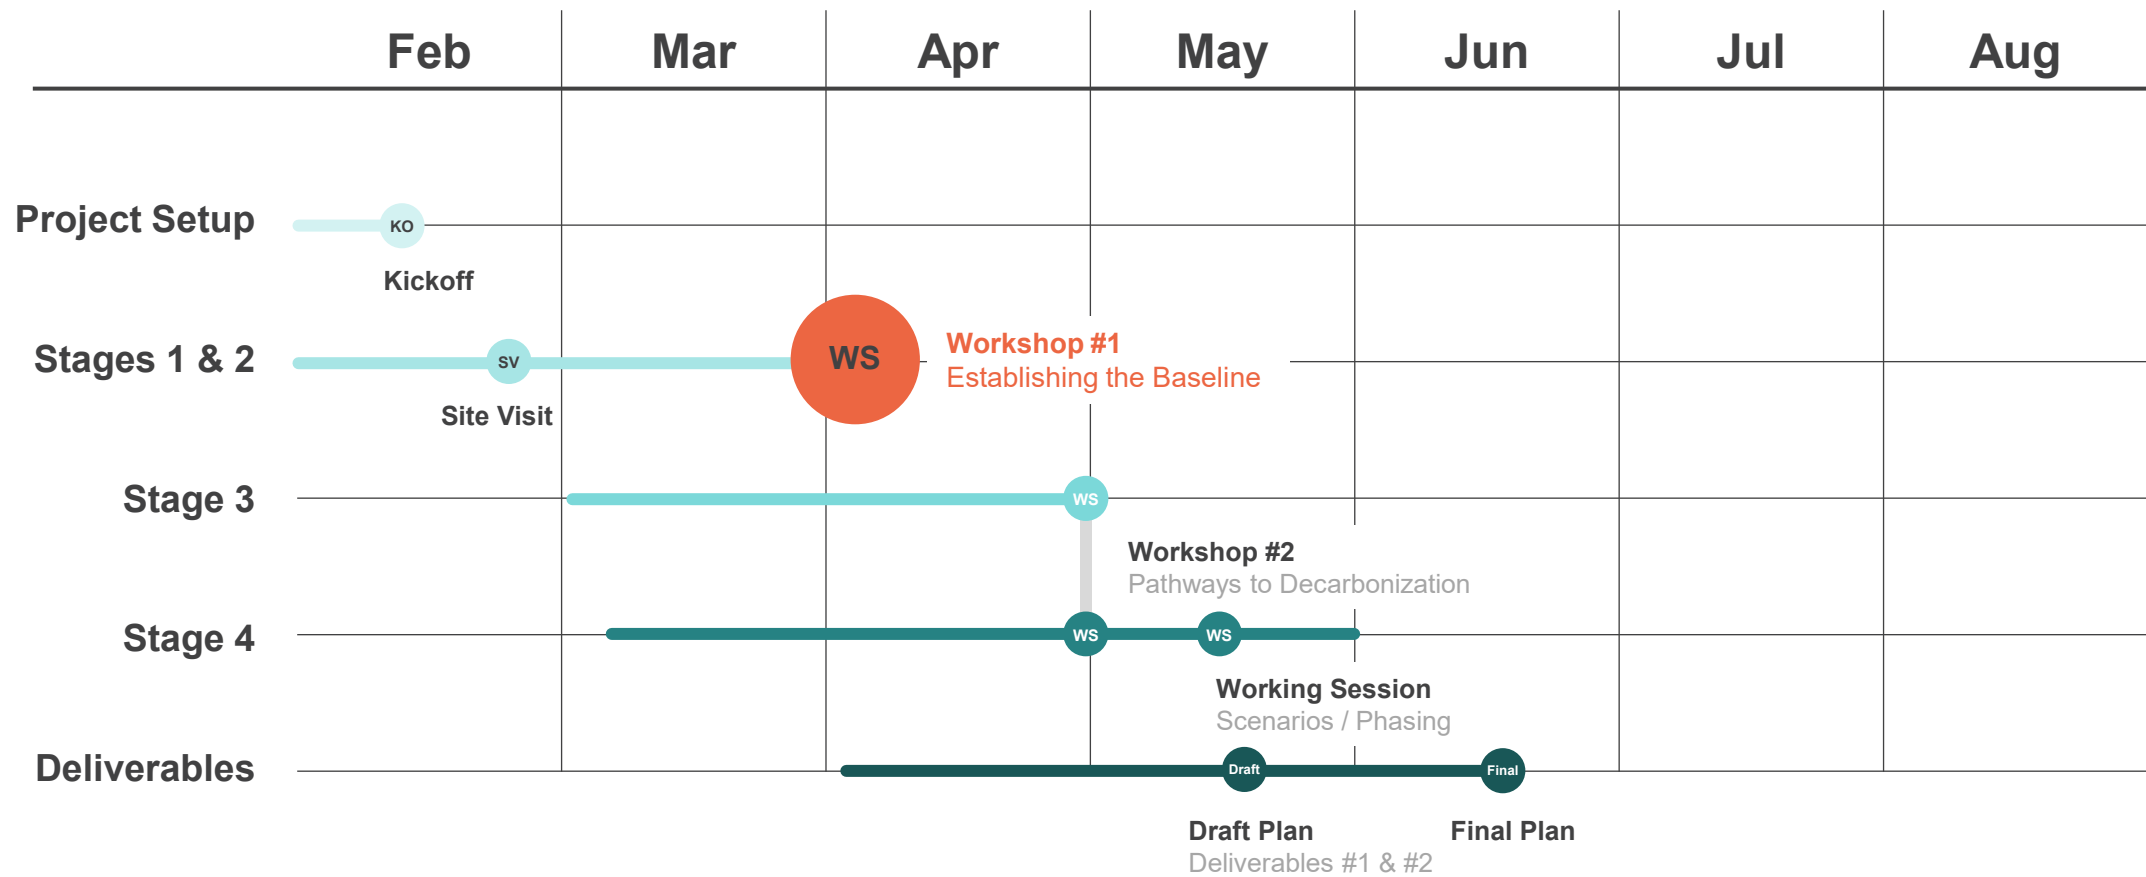 Feb Mar Apr May Jun Jul Aug
Project Setup
KO
Kickoff
Stages 1 & 2
SV
WS
Workshop #1
Establishing the Baseline
Site Visit
Stage 3
WS
Workshop #2
Pathways to Decarbonization
Stage 4
WS
WS
Working Session
Scenarios / Phasing
Deliverables
Draft
Final
Draft Plan
Deliverables #1 & #2
Final Plan